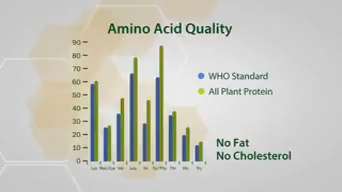 Amino Acid Quality
90
80
70
60
50
40
30
20
10
0
WHO Standard
All Plant Protein
No Fat
No Cholesterol